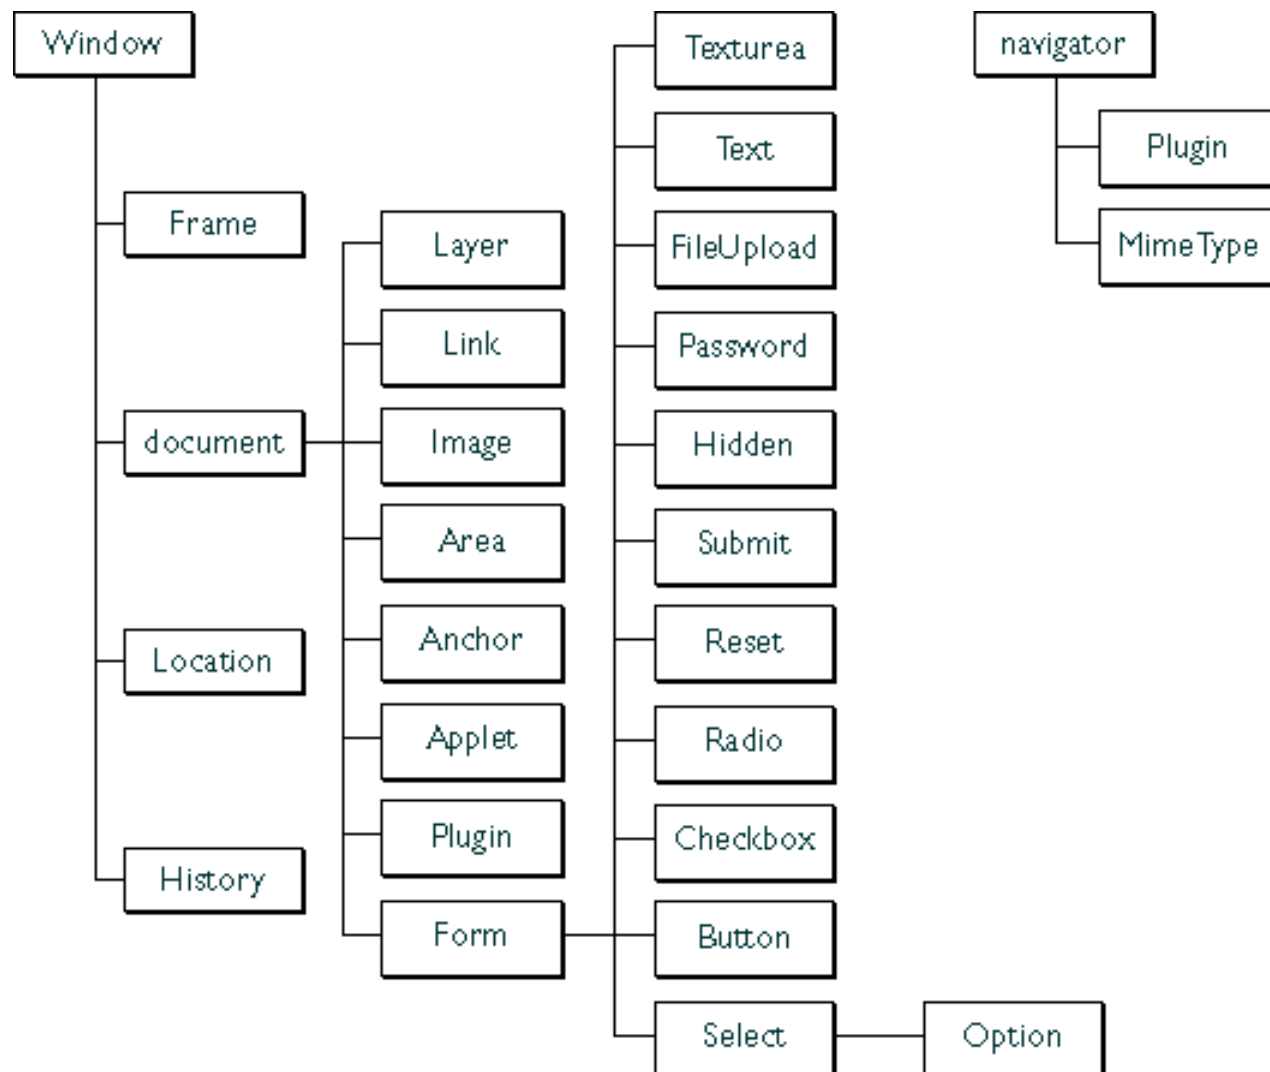 Window
Frame
document
Location
History
Layer
Link
Image
Area
Anchor
Applet
Plugin
Form
Texturea
Text
FileUpload
Password
Hidden
Submit
Reset
Radio
Checkbox
Button
Select
Option
navigator
Plugin
MimeType